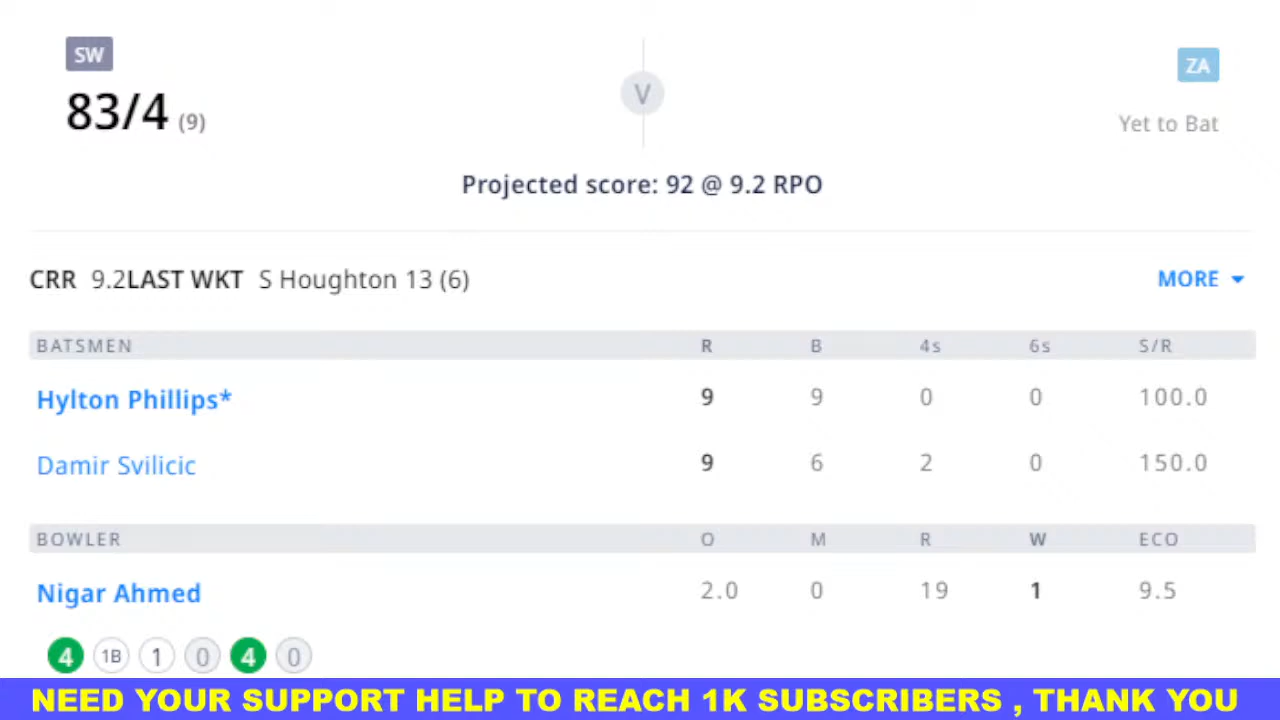 SW
83/4 (9)
V
ZA
Yet to Bat
Projected score: 92 @ 9.2 RPO
CRR 9.2LAST WKT S Houghton 13 (6)
MORE
BATSMEN R B 4s 6s S/R
Hylton Phillips* 9 9 0 0 100.0
Damir Svilicic 9 6 2 0 150.0
BOWLER O M R W ECO
Nigar Ahmed 2.0 0 19 1 9.5
4 1B 1 0 4 0
NEED YOUR SUPPORT HELP TO REACH 1K SUBSCRIBERS , THANK YOU